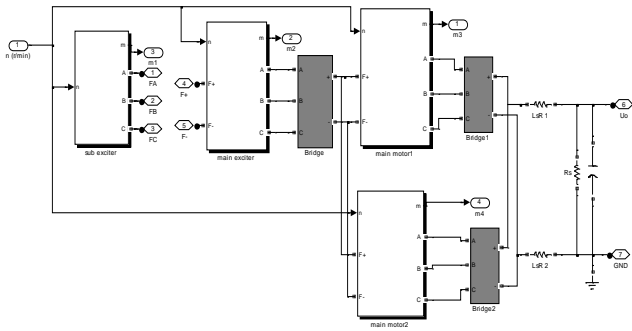 1
n (r/min)
n
m
A
B
C
sub exciter
3
m1
1
FA
2
FB
3
FC
4
F+
5
F-
n
F+
F-
m
A
B
C
main exciter
2
m2
A
B
C
+
-
Bridge
n
F+
F-
m
A
B
C
main motor1
1
m3
A
B
C
+
-
Bridge1
LsR 1
Rs
6
Uo
n
F+
F-
m
A
B
C
main motor2
4
m4
A
B
C
+
-
Bridge2
LsR 2
7
GND